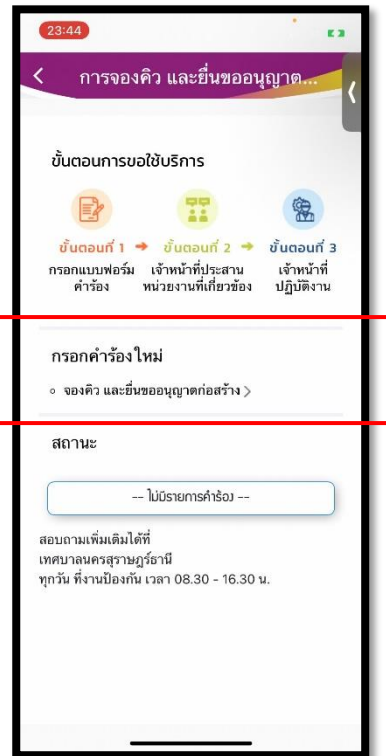 23:44
การจองคิว และยื่นขออนุญาต...
ขั้นตอนการขอใช้บริการ
ขั้นตอนที่ 1 ➔ ขั้นตอนที่ 2 ➔ ขั้นตอนที่ 3
กรอกแบบฟอร์ม เจ้าหน้าที่ประสาน เจ้าหน้าที่
คำร้อง หน่วยงานที่เกี่ยวข้อง ปฏิบัติงาน
กรอกคำร้องใหม่
จองคิว และยื่นขออนุญาตก่อสร้าง >
สถานะ
-- ไม่มีรายการคำร้อง --
สอบถามเพิ่มเติมได้ที่
เทศบาลนครสุราษฎร์ธานี
ทุกวัน ที่งานป้องกัน เวลา 08.30 - 16.30 น.